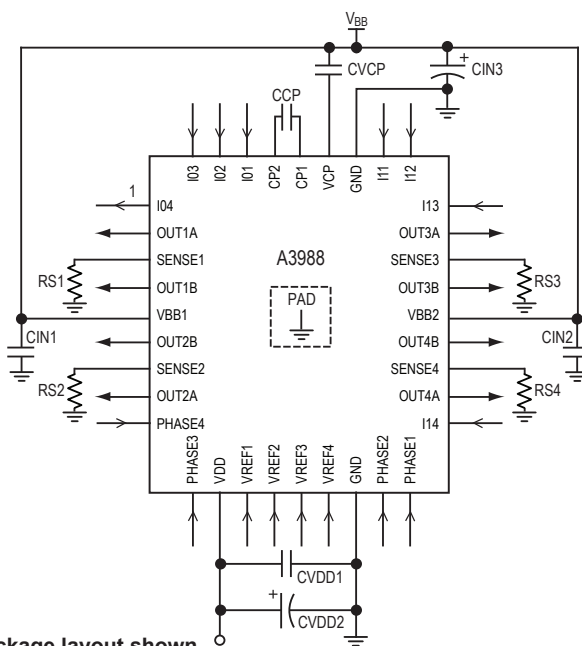 VBB
CVCP
CIN3
CCP
I03
I02
I01
CP2
CP1
VCP
GND
I11
I12
1
I04
OUT1A
SENSE1
OUT1B
VBB1
OUT2B
SENSE2
OUT2A
PHASE4
A3988
PAD
I13
OUT3A
SENSE3
OUT3B
VBB2
OUT4B
SENSE4
OUT4A
I14
RS1
CIN1
RS2
RS3
CIN2
RS4
PHASE3
VDD
VREF1
VREF2
VREF3
VREF4
GND
PHASE2
PHASE1
CVDD1
+
CVDD2
+
ckage layout shown